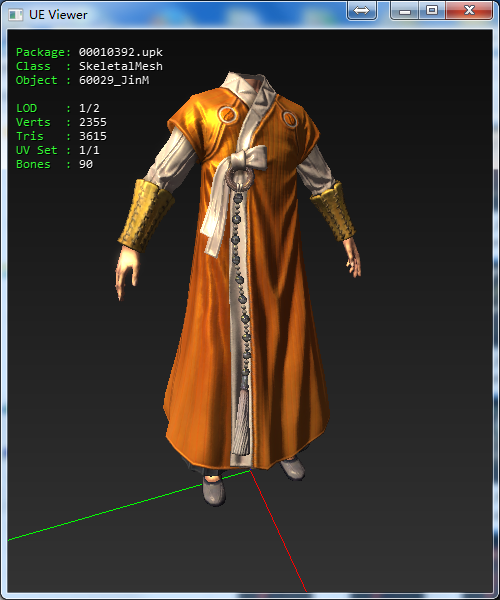 UE Viewer
Package: 00010392.upk
Class : SkeletalMesh
Object : 60029_JinM
LOD : 1/2
Verts : 2355
Tris : 3615
UV Set : 1/1
Bones : 90